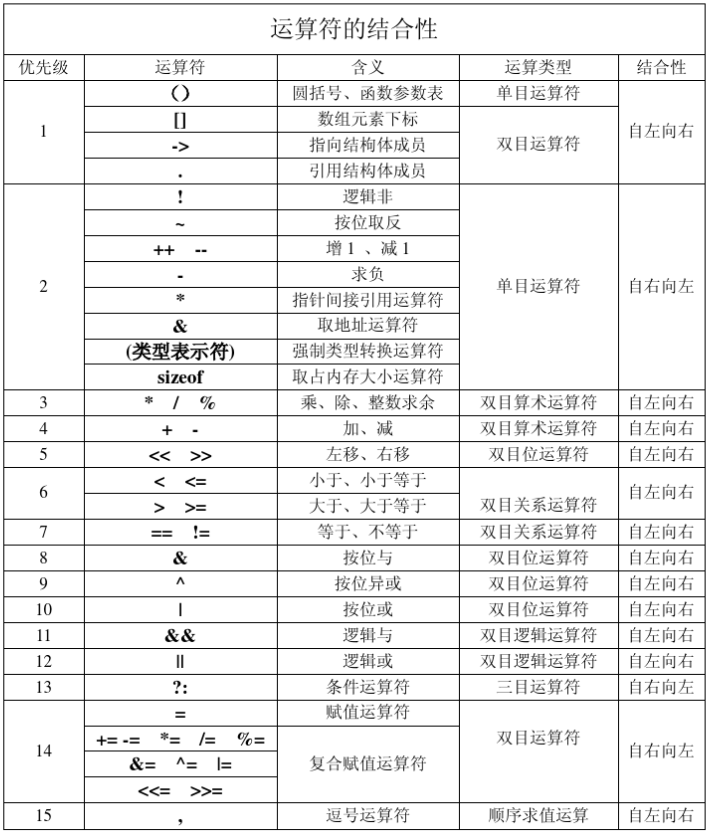 运算符的结合性
优先级 运算符 含义 运算类型 结合性
1 () 圆括号、函数参数表 单目运算符 自左向右
[] 数组元素下标 双目运算符
-> 指向结构体成员
. 引用结构体成员
2 ! 逻辑非 单目运算符 自右向左
~ 按位取反
++ -- 增 1 、减 1
- 求负
* 指针间接引用运算符
& 取地址运算符
(类型表示符) 强制类型转换运算符
sizeof 取占内存大小运算符
3 * / % 乘、除、整数求余 双目算术运算符 自左向右
4 + - 加、减 双目算术运算符 自左向右
5 << >> 左移、右移 双目位运算符 自左向右
6 < <= 小于、小于等于 双目关系运算符 自左向右
> >= 大于、大于等于
7 == != 等于、不等于 双目关系运算符 自左向右
8 & 按位与 双目位运算符 自左向右
9 ^ 按位异或 双目位运算符 自左向右
10 | 按位或 双目位运算符 自左向右
11 && 逻辑与 双目逻辑运算符 自左向右
12 || 逻辑或 双目逻辑运算符 自左向右
13 ?: 条件运算符 三目运算符 自右向左
14 = 赋值运算符 双目运算符 自右向左
+= -= *= /= %= 复合赋值运算符
&= ^= |=
<<= >>=
15 , 逗号运算符 顺序求值运算 自左向右